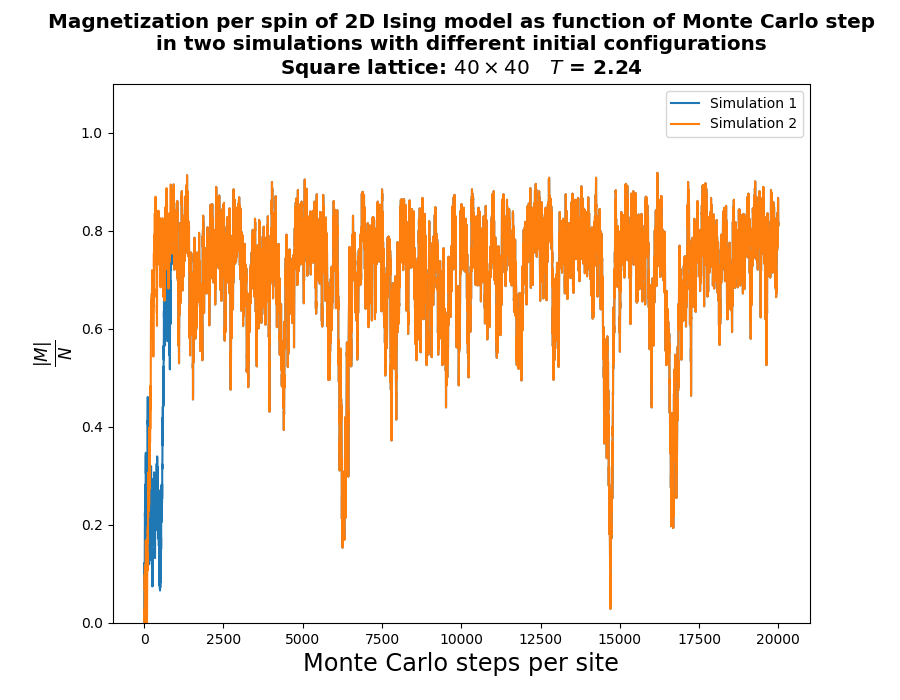 Magnetization per spin of 2D Ising model as function of Monte Carlo step
in two simulations with different initial configurations
Square lattice: 40 × 40 T = 2.24
Simulation 1
Simulation 2
1.0
0.8
0.6
0.4
0.2
0.0
|M|
N
0 2500 5000 7500 10000 12500 15000 17500 20000
Monte Carlo steps per site